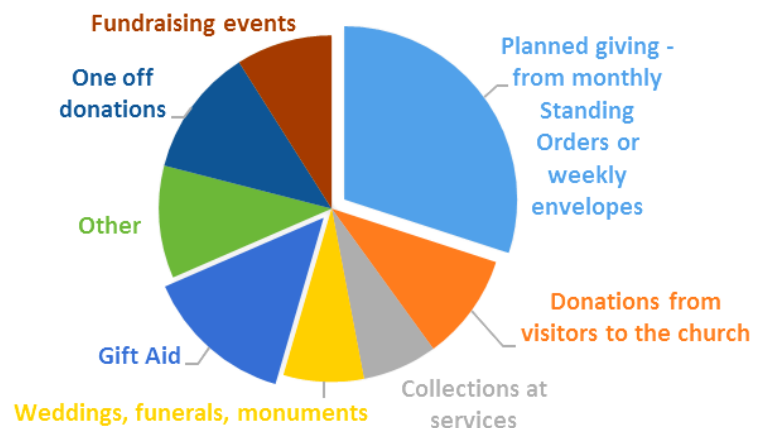 Fundraising events
One off
donations
Other
Gift Aid
Weddings, funerals, monuments
Collections at
services
Donations from
visitors to the church
Planned giving -
from monthly
Standing
Orders or
weekly
envelopes